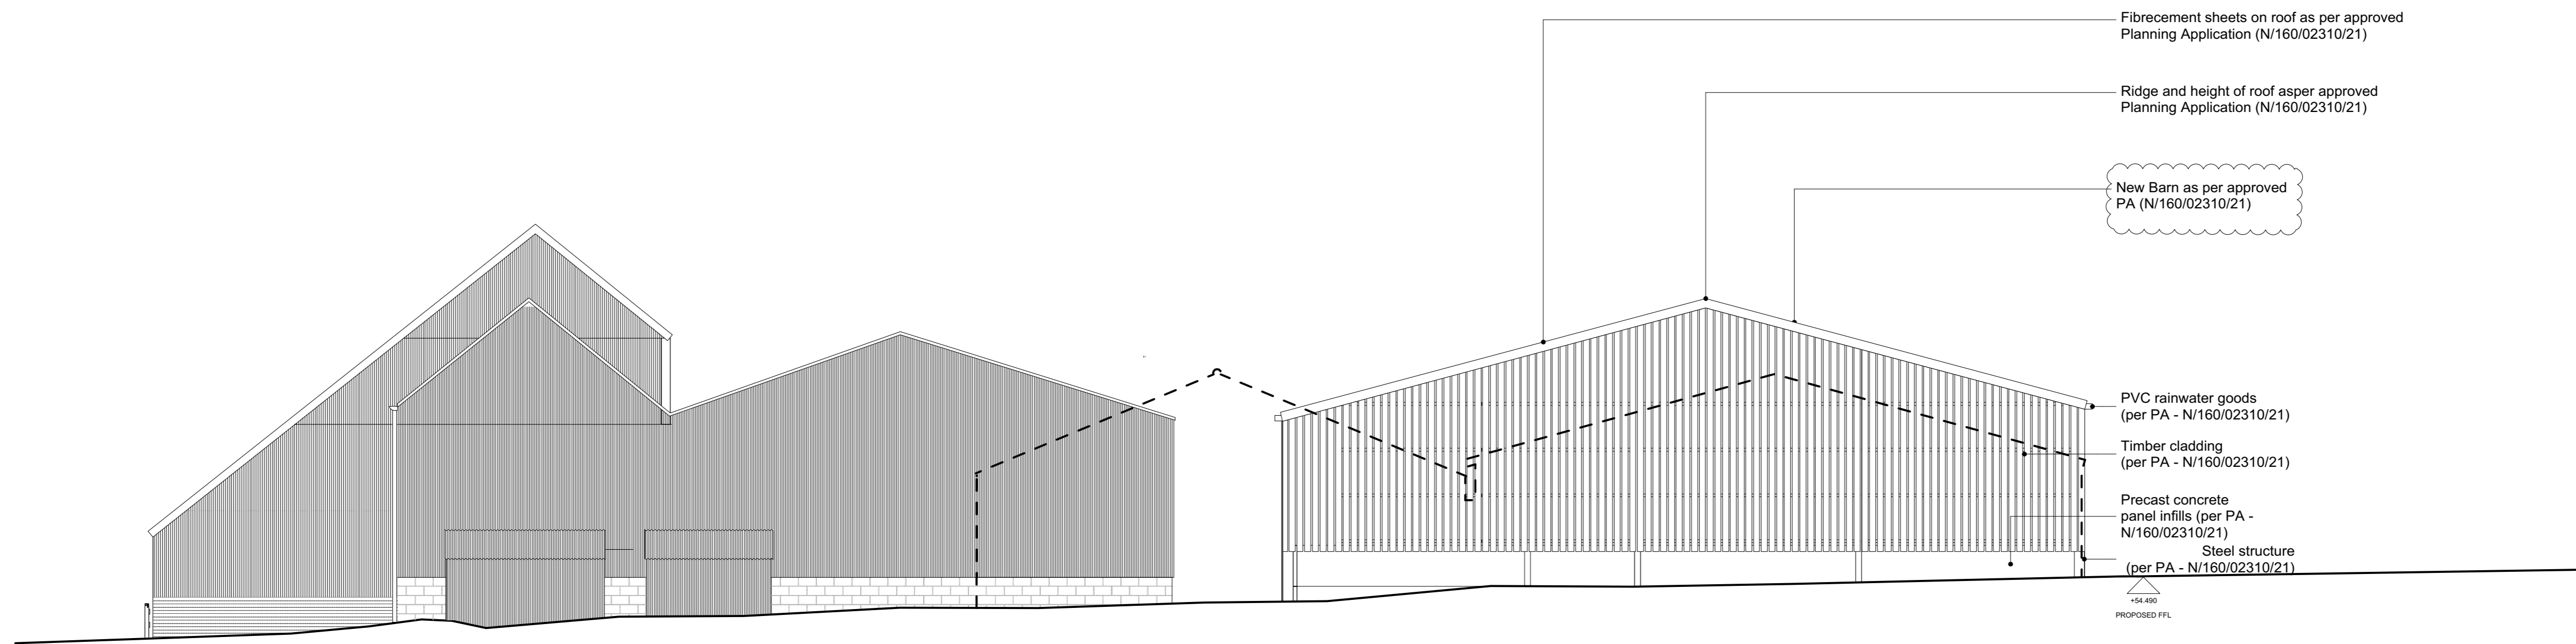 Fibrecement sheets on roof as per approved
Planning Application (N/160/02310/21)
Ridge and height of roof asper approved
Planning Application (N/160/02310/21)
New Barn as per approved
PA (N/160/02310/21)
PVC rainwater goods
(per PA - N/160/02310/21)
Timber cladding
(per PA - N/160/02310/21)
Precast concrete
panel infills (per PA -
N/160/02310/21)
Steel structure
(per PA - N/160/02310/21)
+54.490
PROPOSED FFL